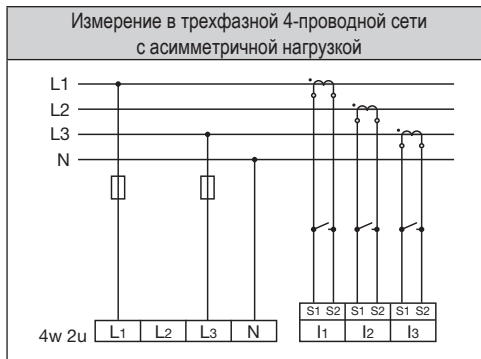 Измерение в трехфазной 4-проводной сети
с асимметричной нагрузкой
L1
L2
L3
N
S1 S2 S1 S2 S1 S2
4w 2u L1 L2 L3 N I1 I2 I3